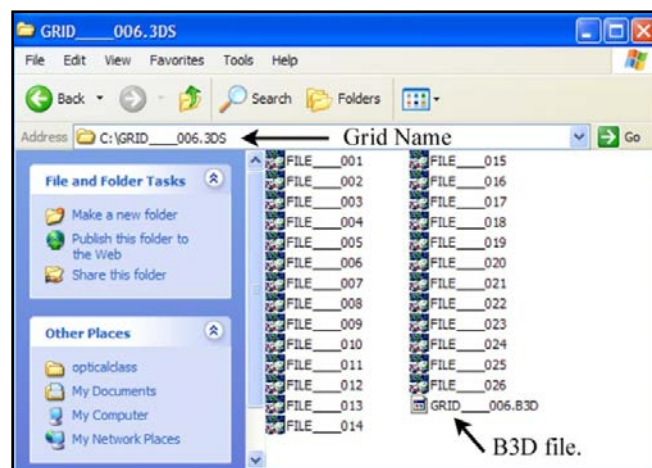 GRID____006.3DS
File Edit View Favorites Tools Help
Back Search Folders
Address C:\GRID____006.3DS Grid Name Go
File and Folder Tasks
Make a new folder
Publish this folder to
the Web
Share this folder
Other Places
opticalclass
My Documents
My Computer
My Network Places
FILE____001
FILE____002
FILE____003
FILE____004
FILE____005
FILE____006
FILE____007
FILE____008
FILE____009
FILE____010
FILE____011
FILE____012
FILE____013
FILE____014
FILE____015
FILE____016
FILE____017
FILE____018
FILE____019
FILE____020
FILE____021
FILE____022
FILE____023
FILE____024
FILE____025
FILE____026
GRID____006.B3D
B3D file.